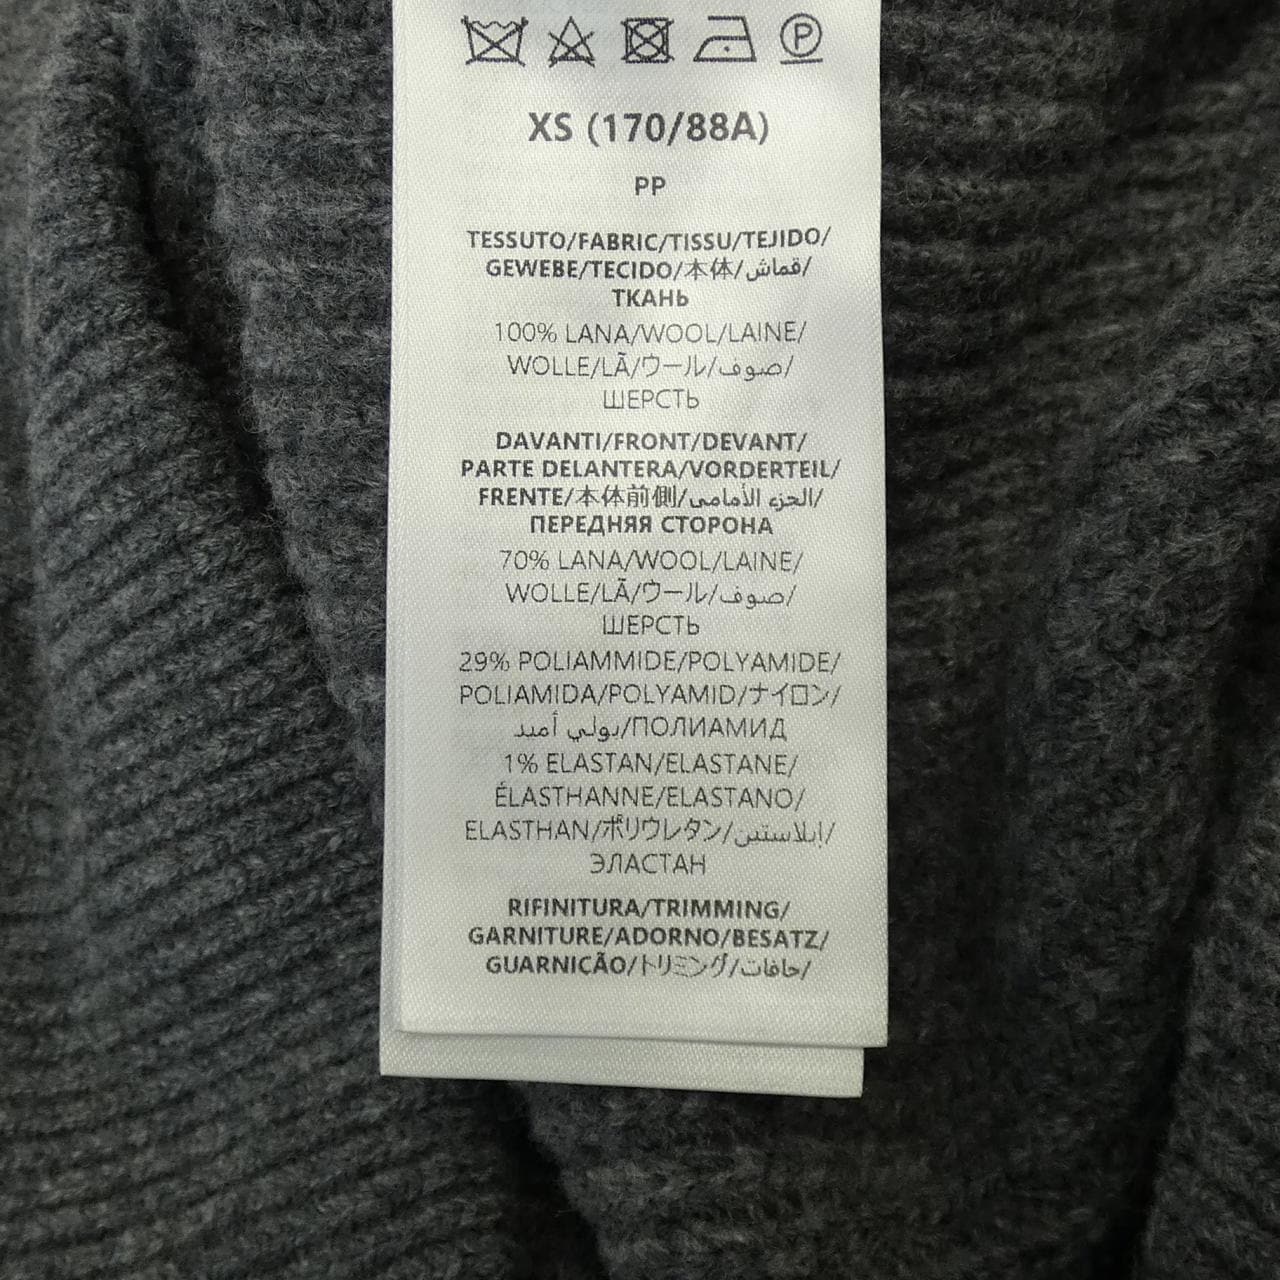 XS (170/88A)
PP
TESSUTO/FABRIC/TISSU/TEJIDO/
GEWEBE/TECIDO/本体/قماش/
ТКАНЬ
100% LANA/WOOL/LAINE/
WOLLE/LÃ/ウール/صوف/
ШЕРСТЬ
DAVANTI/FRONT/DEVANT/
PARTE DELANTERA/VORDERTEIL/
FRENTE/本体前側/الجزء الأمامي/
ПЕРЕДНЯЯ СТОРОНА
70% LANA/WOOL/LAINE/
WOLLE/LÃ/ウール/صوف/
ШЕРСТЬ
29% POLIAMMIDE/POLYAMIDE/
POLIAMIDA/POLYAMID/ナイロン/
بولي أميد/ПОЛИАМИД
1% ELASTAN/ELASTANE/
ÉLASTHANNE/ELASTANO/
ELASTHAN/ポリウレタン/إيلاستين/
ЭЛАСТАН
RIFINITURA/TRIMMING/
GARNITURE/ADORNO/BESATZ/
GUARNIÇÃO/トリミング/حافات/